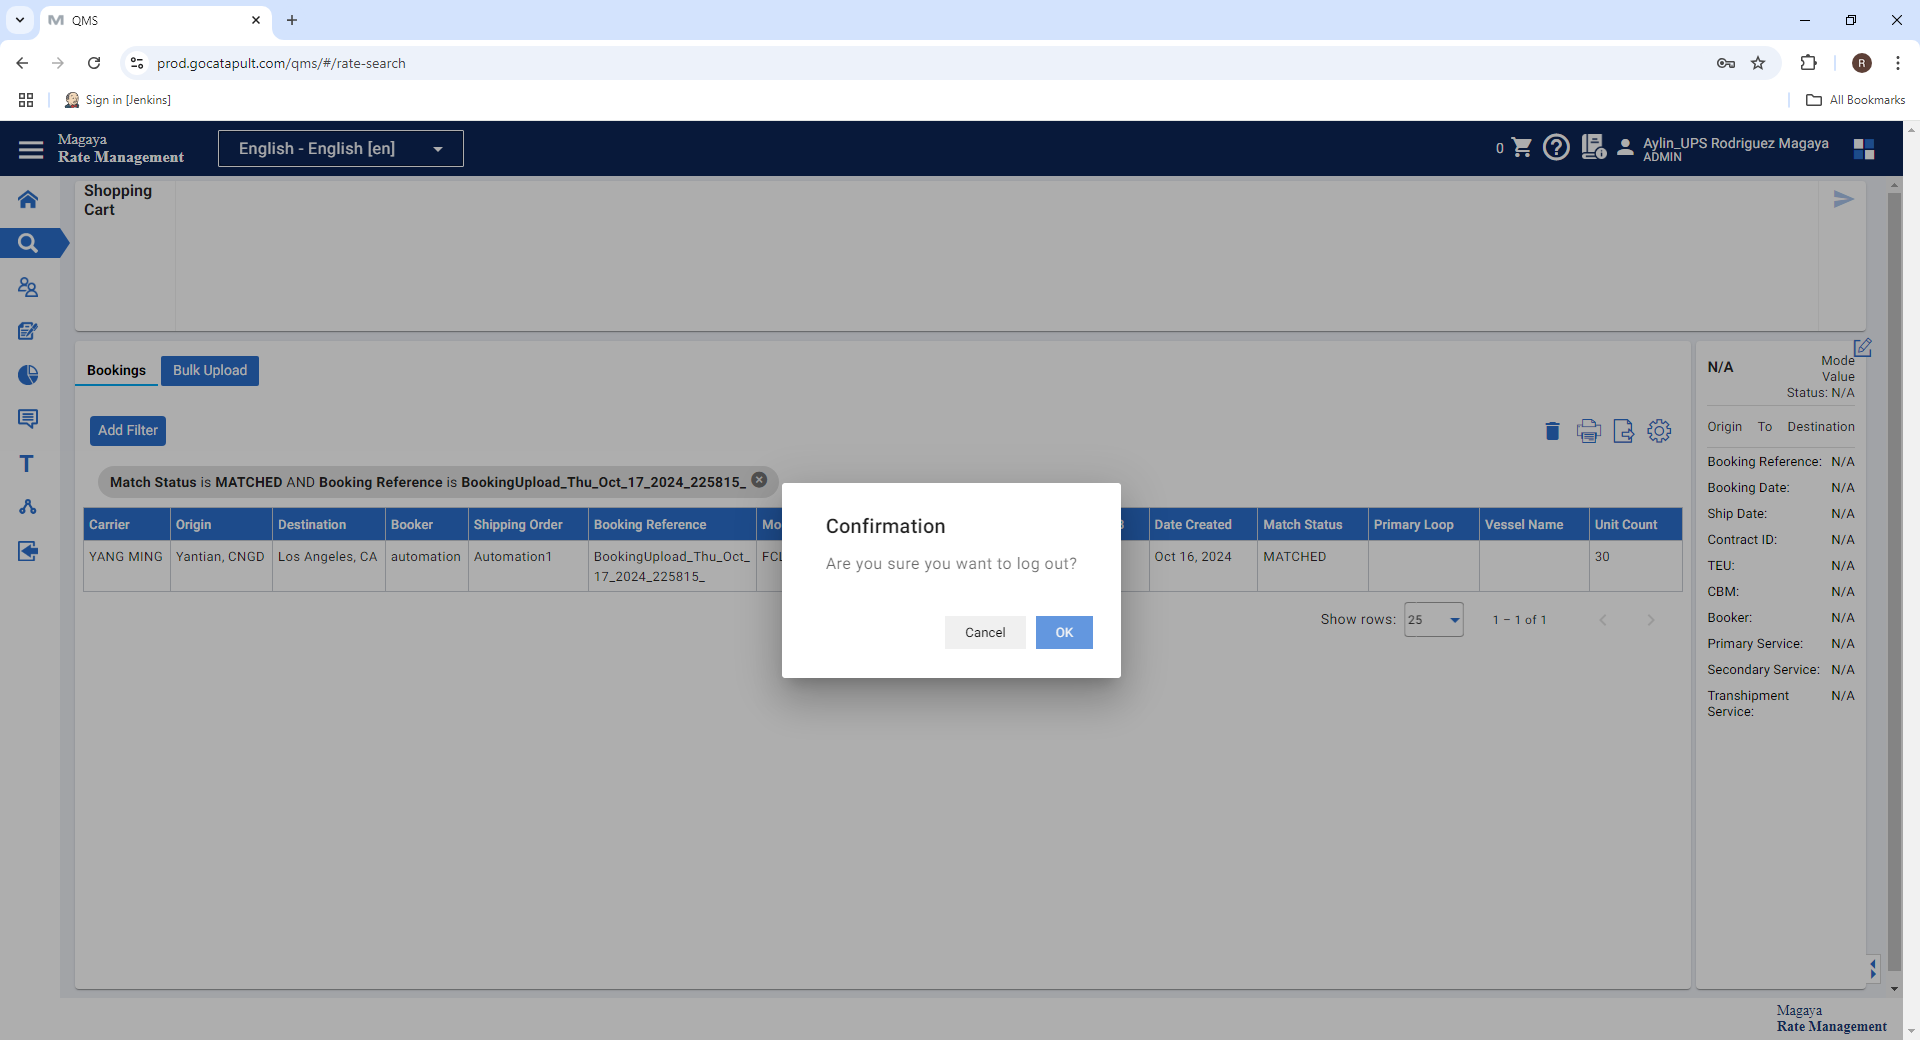 QMS
prod.gocatapult.com/qms/#/rate-search
R
Sign in [Jenkins]
All Bookmarks
Magaya
Rate Management
English - English [en]
0
Aylin_UPS Rodriguez Magaya
ADMIN
Shopping
Cart
Bookings
Bulk Upload
Add Filter
Match Status is MATCHED AND Booking Reference is BookingUpload_Thu_Oct_17_2024_225815_
Carrier Origin Destination Booker Shipping Order Booking Reference Mo Date Created Match Status Primary Loop Vessel Name Unit Count
YANG MING Yantian, CNGD Los Angeles, CA automation Automation1 BookingUpload_Thu_Oct_ FCL Oct 16, 2024 MATCHED 30
17_2024_225815_
Show rows: 25 1 – 1 of 1
Confirmation
Are you sure you want to log out?
Cancel
OK
N/A
Mode
Value
Status: N/A
Origin To Destination
Booking Reference: N/A
Booking Date: N/A
Ship Date: N/A
Contract ID: N/A
TEU: N/A
CBM: N/A
Booker: N/A
Primary Service: N/A
Secondary Service: N/A
Transhipment N/A
Service:
Magaya
Rate Management